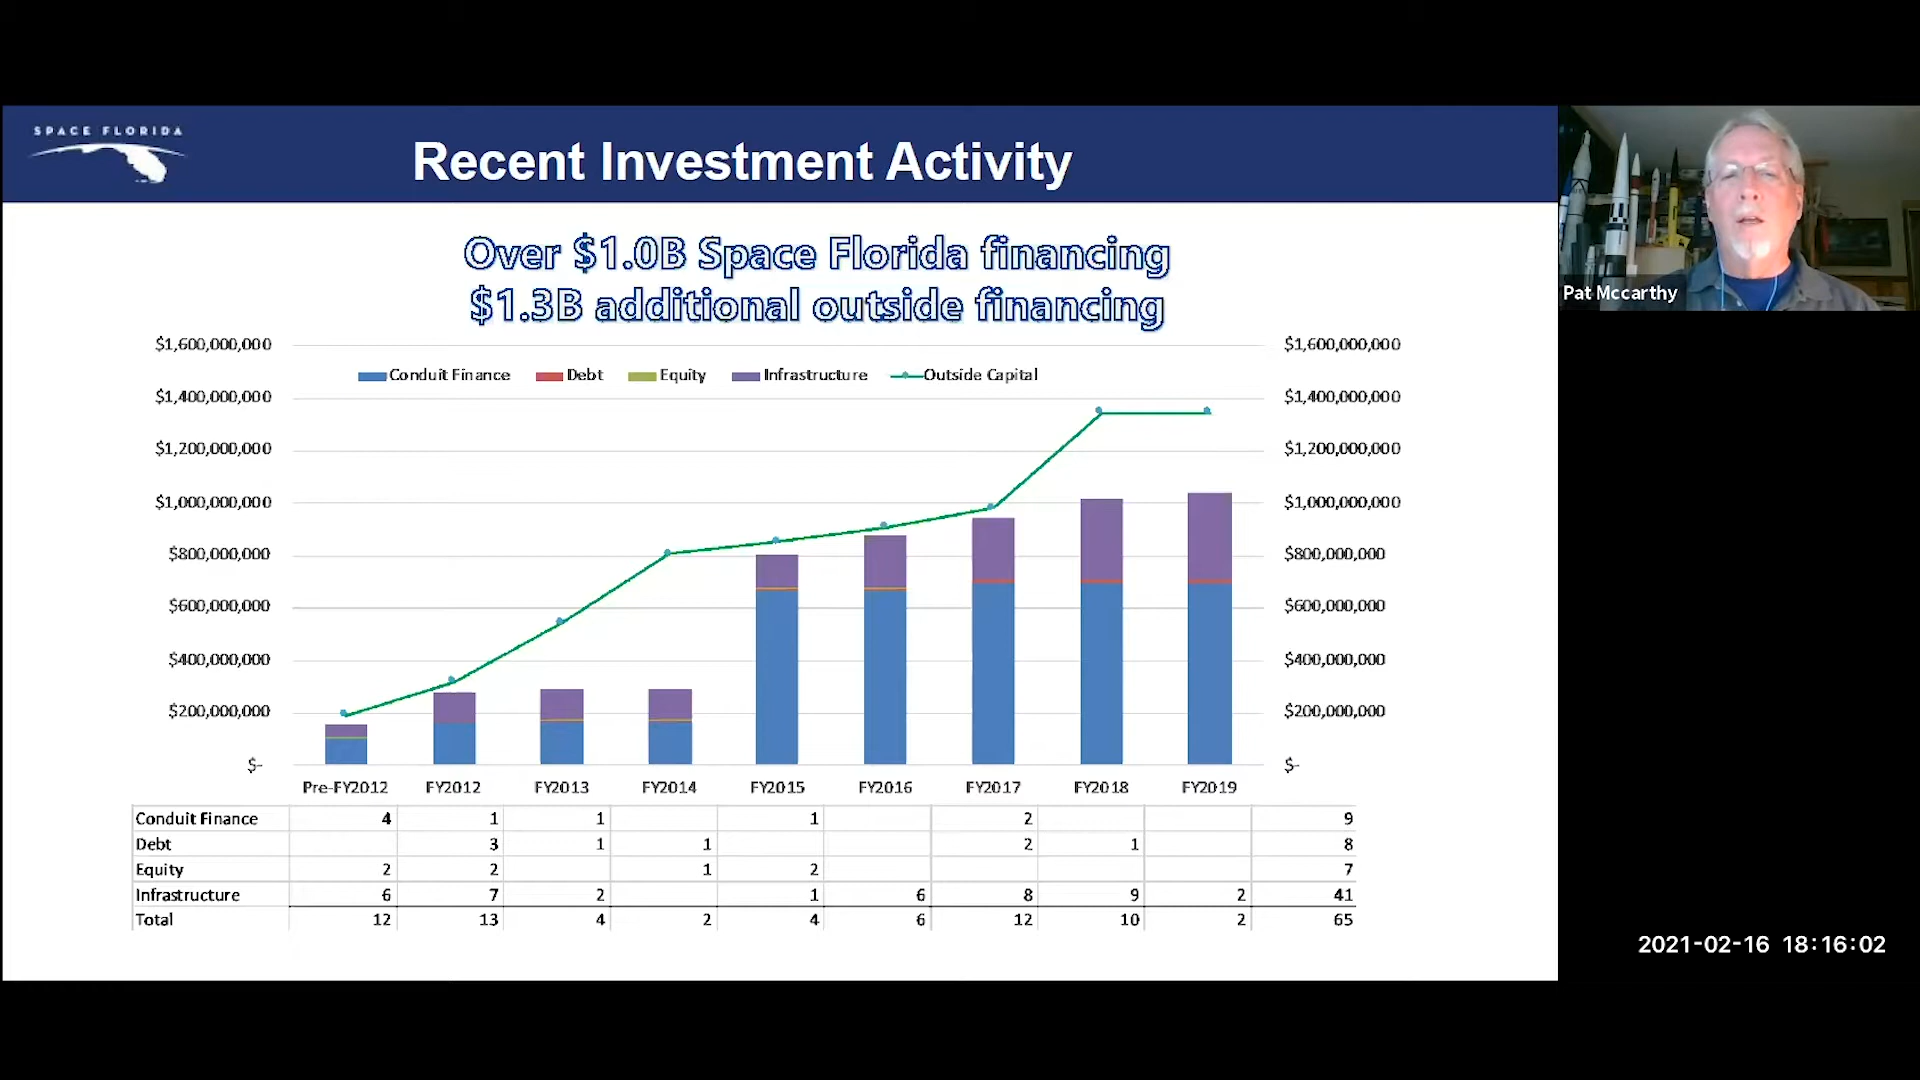 SPACE FLORIDA
Recent Investment Activity
Over $1.0B Space Florida financing
$1.3B additional outside financing
Pat Mccarthy
$1,600,000,000 $1,600,000,000
Conduit Finance Debt Equity Infrastructure Outside Capital
$1,400,000,000 $1,400,000,000
$1,200,000,000 $1,200,000,000
$1,000,000,000 $1,000,000,000
$800,000,000 $800,000,000
$600,000,000 $600,000,000
$400,000,000 $400,000,000
$200,000,000 $200,000,000
$- $-
Pre-FY2012 FY2012 FY2013 FY2014 FY2015 FY2016 FY2017 FY2018 FY2019
Conduit Finance 4 1 1 1 2 9
Debt 3 1 1 2 1 8
Equity 2 2 1 2 7
Infrastructure 6 7 2 1 6 8 9 2 41
Total 12 13 4 2 4 6 12 10 2 65
2021-02-16 18:16:02